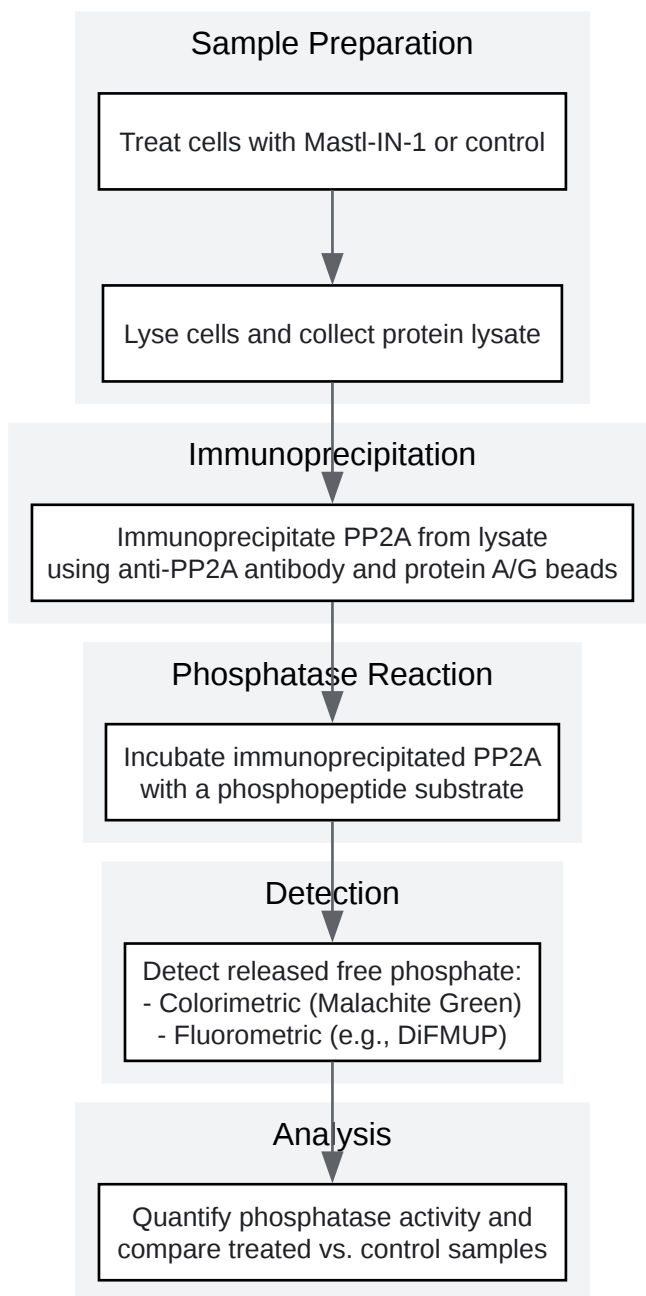 Sample Preparation
Treat cells with Mastl-IN-1 or control
Lyse cells and collect protein lysate
Immunoprecipitation
Immunoprecipitate PP2A from lysate
using anti-PP2A antibody and protein A/G beads
Phosphatase Reaction
Incubate immunoprecipitated PP2A
with a phosphopeptide substrate
Detection
Detect released free phosphate:
- Colorimetric (Malachite Green)
- Fluorometric (e.g., DiFMUP)
Analysis
Quantify phosphatase activity and
compare treated vs. control samples